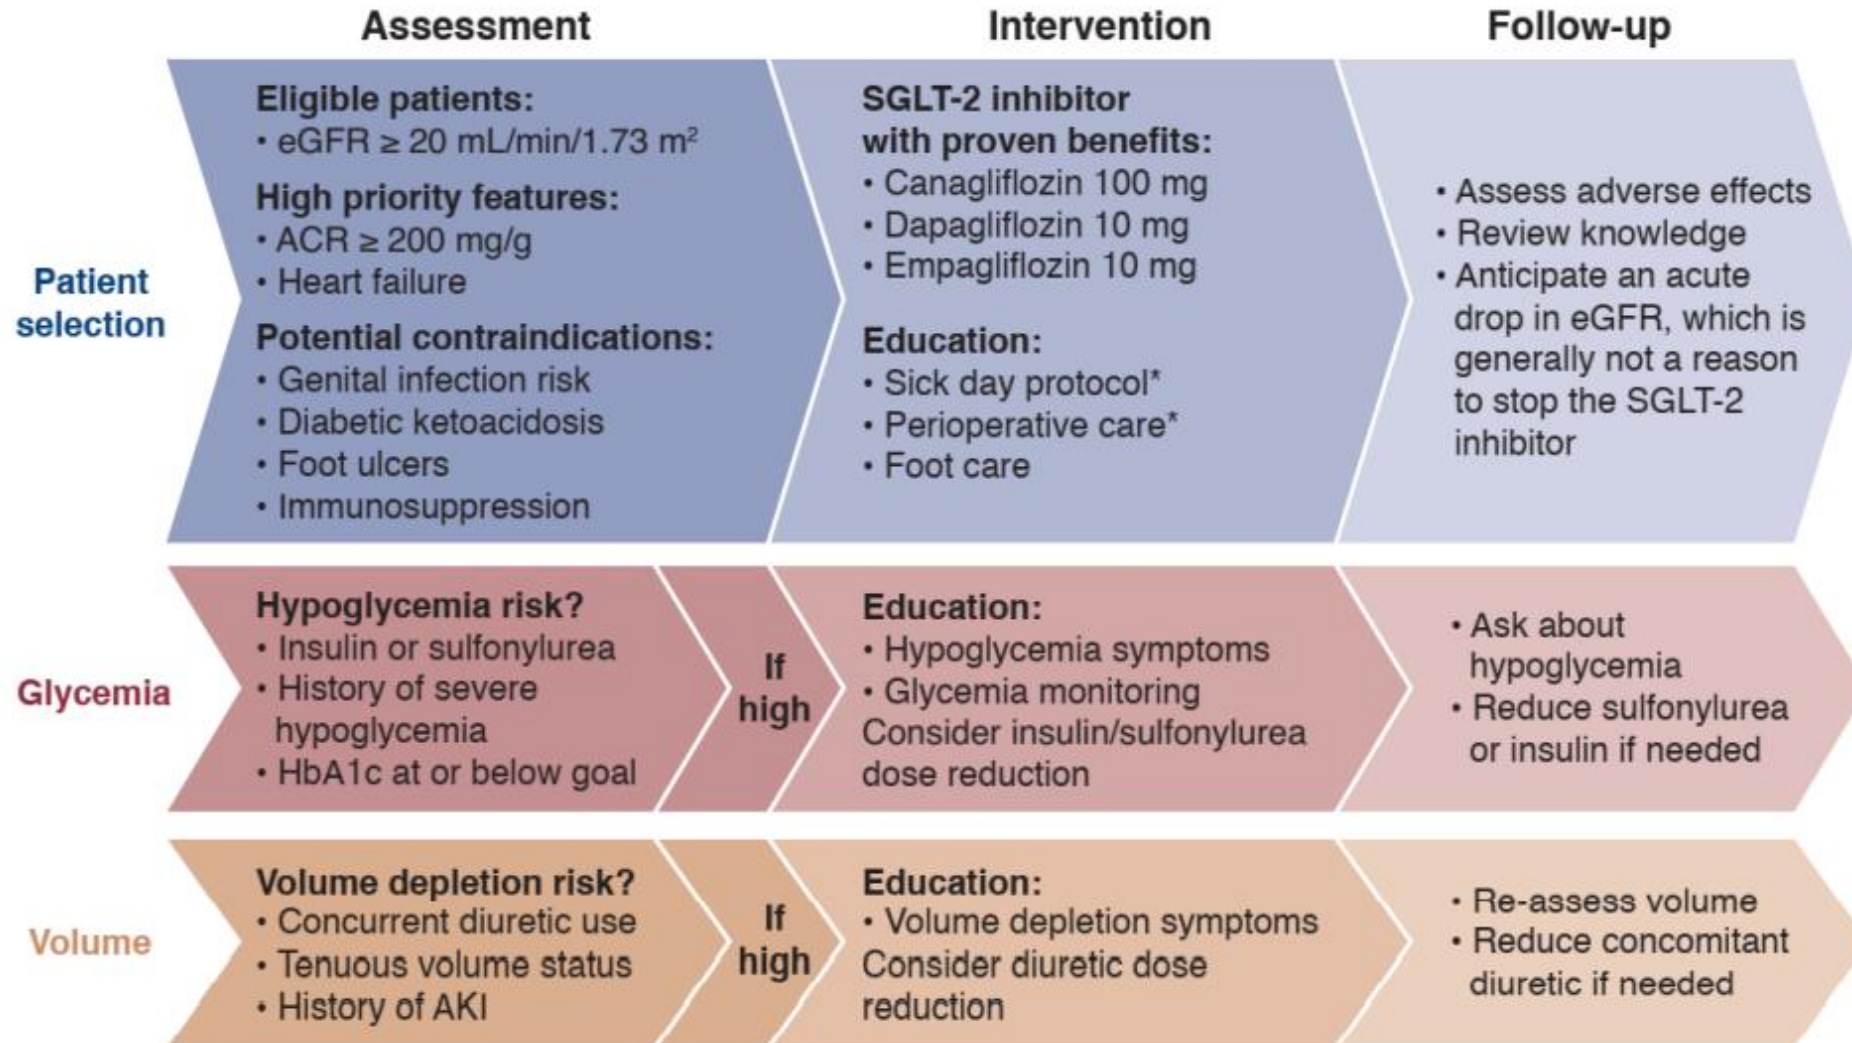 Assessment
Intervention
Follow-up
Patient
selection
Eligible patients:
• eGFR ≥ 20 mL/min/1.73 m²
High priority features:
• ACR ≥ 200 mg/g
• Heart failure
Potential contraindications:
• Genital infection risk
• Diabetic ketoacidosis
• Foot ulcers
• Immunosuppression
SGLT-2 inhibitor
with proven benefits:
• Canagliflozin 100 mg
• Dapagliflozin 10 mg
• Empagliflozin 10 mg
Education:
• Sick day protocol*
• Perioperative care*
• Foot care
• Assess adverse effects
• Review knowledge
• Anticipate an acute
drop in eGFR, which is
generally not a reason
to stop the SGLT-2
inhibitor
Glycemia
Hypoglycemia risk?
• Insulin or sulfonylurea
• History of severe
hypoglycemia
• HbA1c at or below goal
If
high
Education:
• Hypoglycemia symptoms
• Glycemia monitoring
Consider insulin/sulfonylurea
dose reduction
• Ask about
hypoglycemia
• Reduce sulfonylurea
or insulin if needed
Volume
Volume depletion risk?
• Concurrent diuretic use
• Tenuous volume status
• History of AKI
If
high
Education:
• Volume depletion symptoms
Consider diuretic dose
reduction
• Re-assess volume
• Reduce concomitant
diuretic if needed